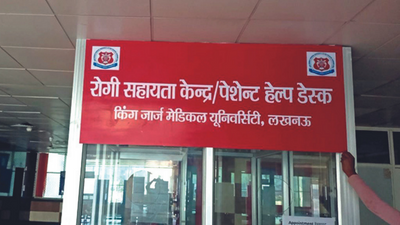 रोगी सहायता केन्द्र/पेशेन्ट हेल्प डेस्क
किंग जार्ज मेडिकल यूनिवर्सिटी, लखनऊ